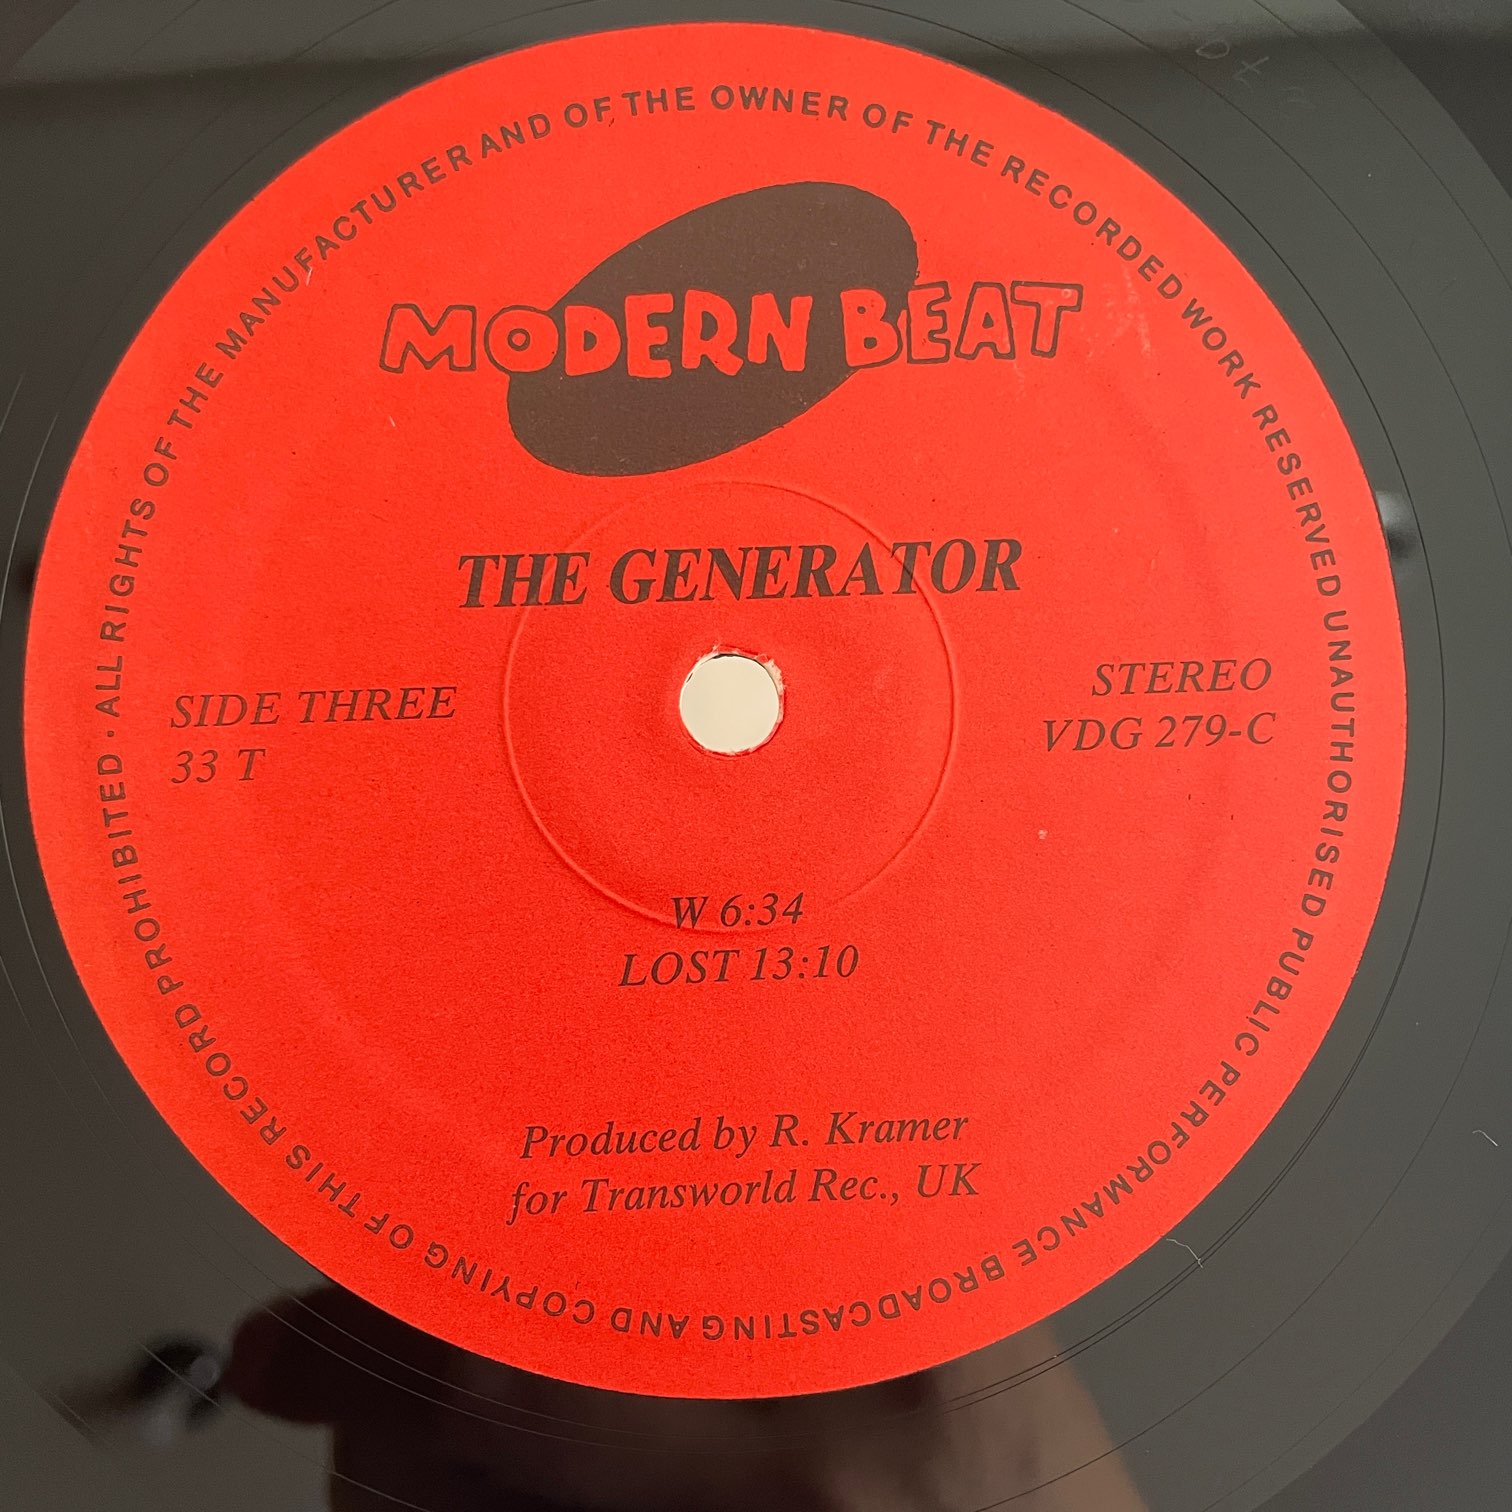 ALL RIGHTS OF THE MANUFACTURER AND OF THE OWNER OF THE RECORDED WORK RESERVED UNAUTHORISED PUBLIC PERFORMANCE BROADCASTING AND COPYING OF THIS RECORD PROHIBITED ·
MODERN BEAT
THE GENERATOR
SIDE THREE
33 T
STEREO
VDG 279-C
W 6:34
LOST 13:10
Produced by R. Kramer
for Transworld Rec., UK